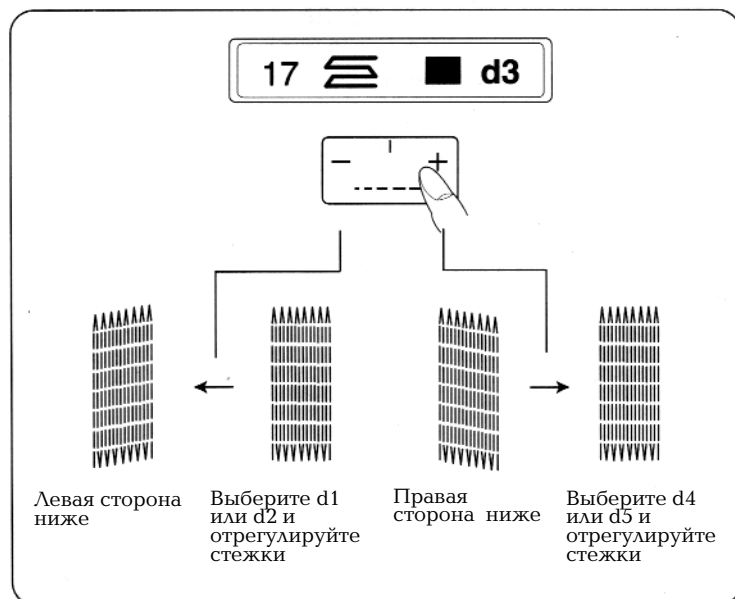 17 d3
− +
Левая сторона
ниже
Выберите d1
или d2 и
отрегулируйте
стежки
Правая
сторона ниже
Выберите d4
или d5 и
отрегулируйте
стежки